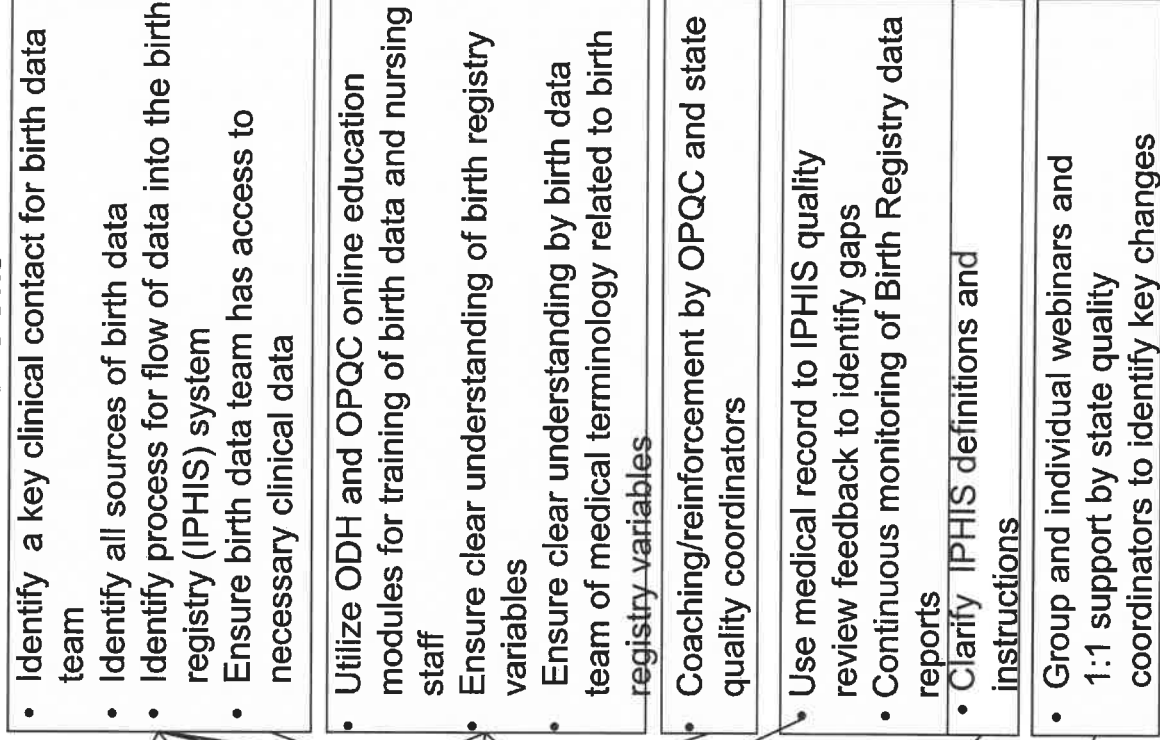 • Identify a key clinical contact for birth data
team
• Identify all sources of birth data
• Identify process for flow of data into the birth
registry (IPHIS) system
• Ensure birth data team has access to
necessary clinical data
• Utilize ODH and OPQC online education
modules for training of birth data and nursing
staff
• Ensure clear understanding of birth registry
variables
• Ensure clear understanding by birth data
team of medical terminology related to birth
registry variables
• Coaching/reinforcement by OPQC and state
quality coordinators
• Use medical record to IPHIS quality
review feedback to identify gaps
• Continuous monitoring of Birth Registry data
reports
• Clarify IPHIS definitions and
instructions
• Group and individual webinars and
1:1 support by state quality
coordinators to identify key changes